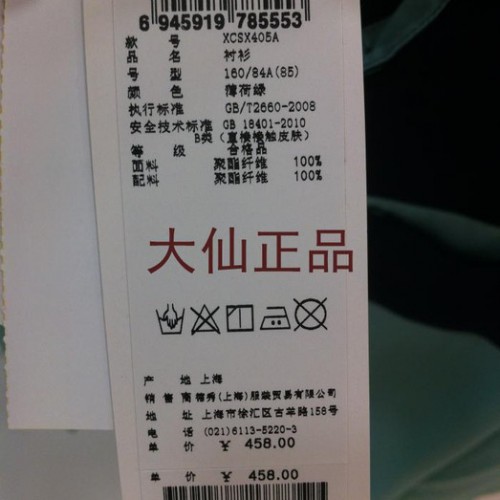 6 945919 785553
款 号 XCSX405A
品 名 衬衫
号 型 160/84A(85)
颜 色 薄荷绿
执行标准 GB/T2660-2008
安全技术标准 GB 18401-2010
B类（直接接触皮肤）
等 级 合格品
面料 聚酯纤维 100%
配料 聚酯纤维 100%
大仙正品
产 地 上海
销 售 商 (上海)服装贸易有限公司
地 址 上海市徐汇区古羊路158号
电 话 (021)6113-5220-3
单 价 ¥ 458.00
单 价 ¥ 458.00